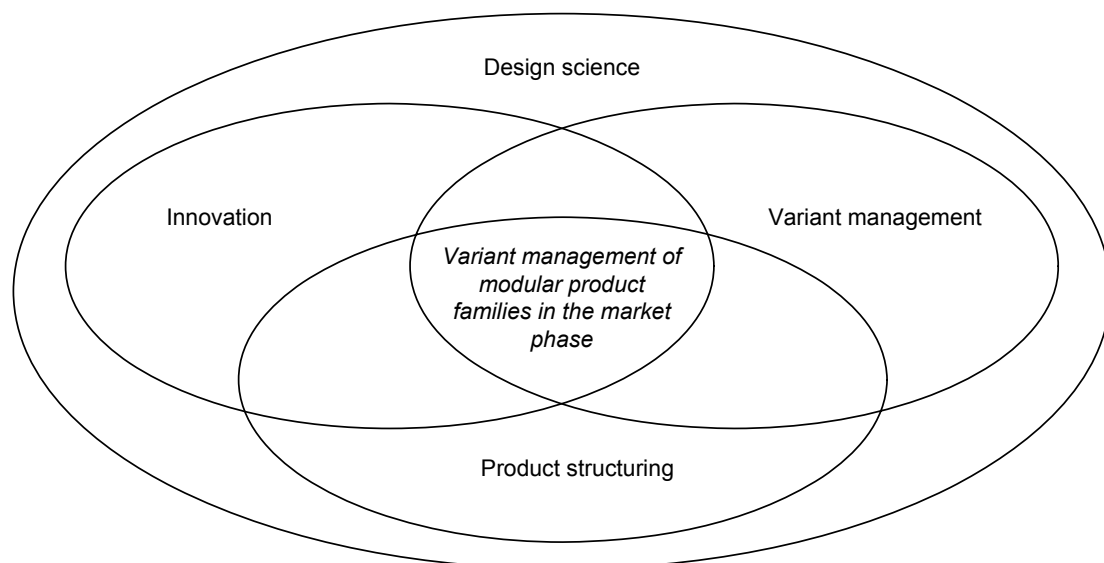 Design science
Innovation
Variant management
Variant management of
modular product
families in the market
phase
Product structuring